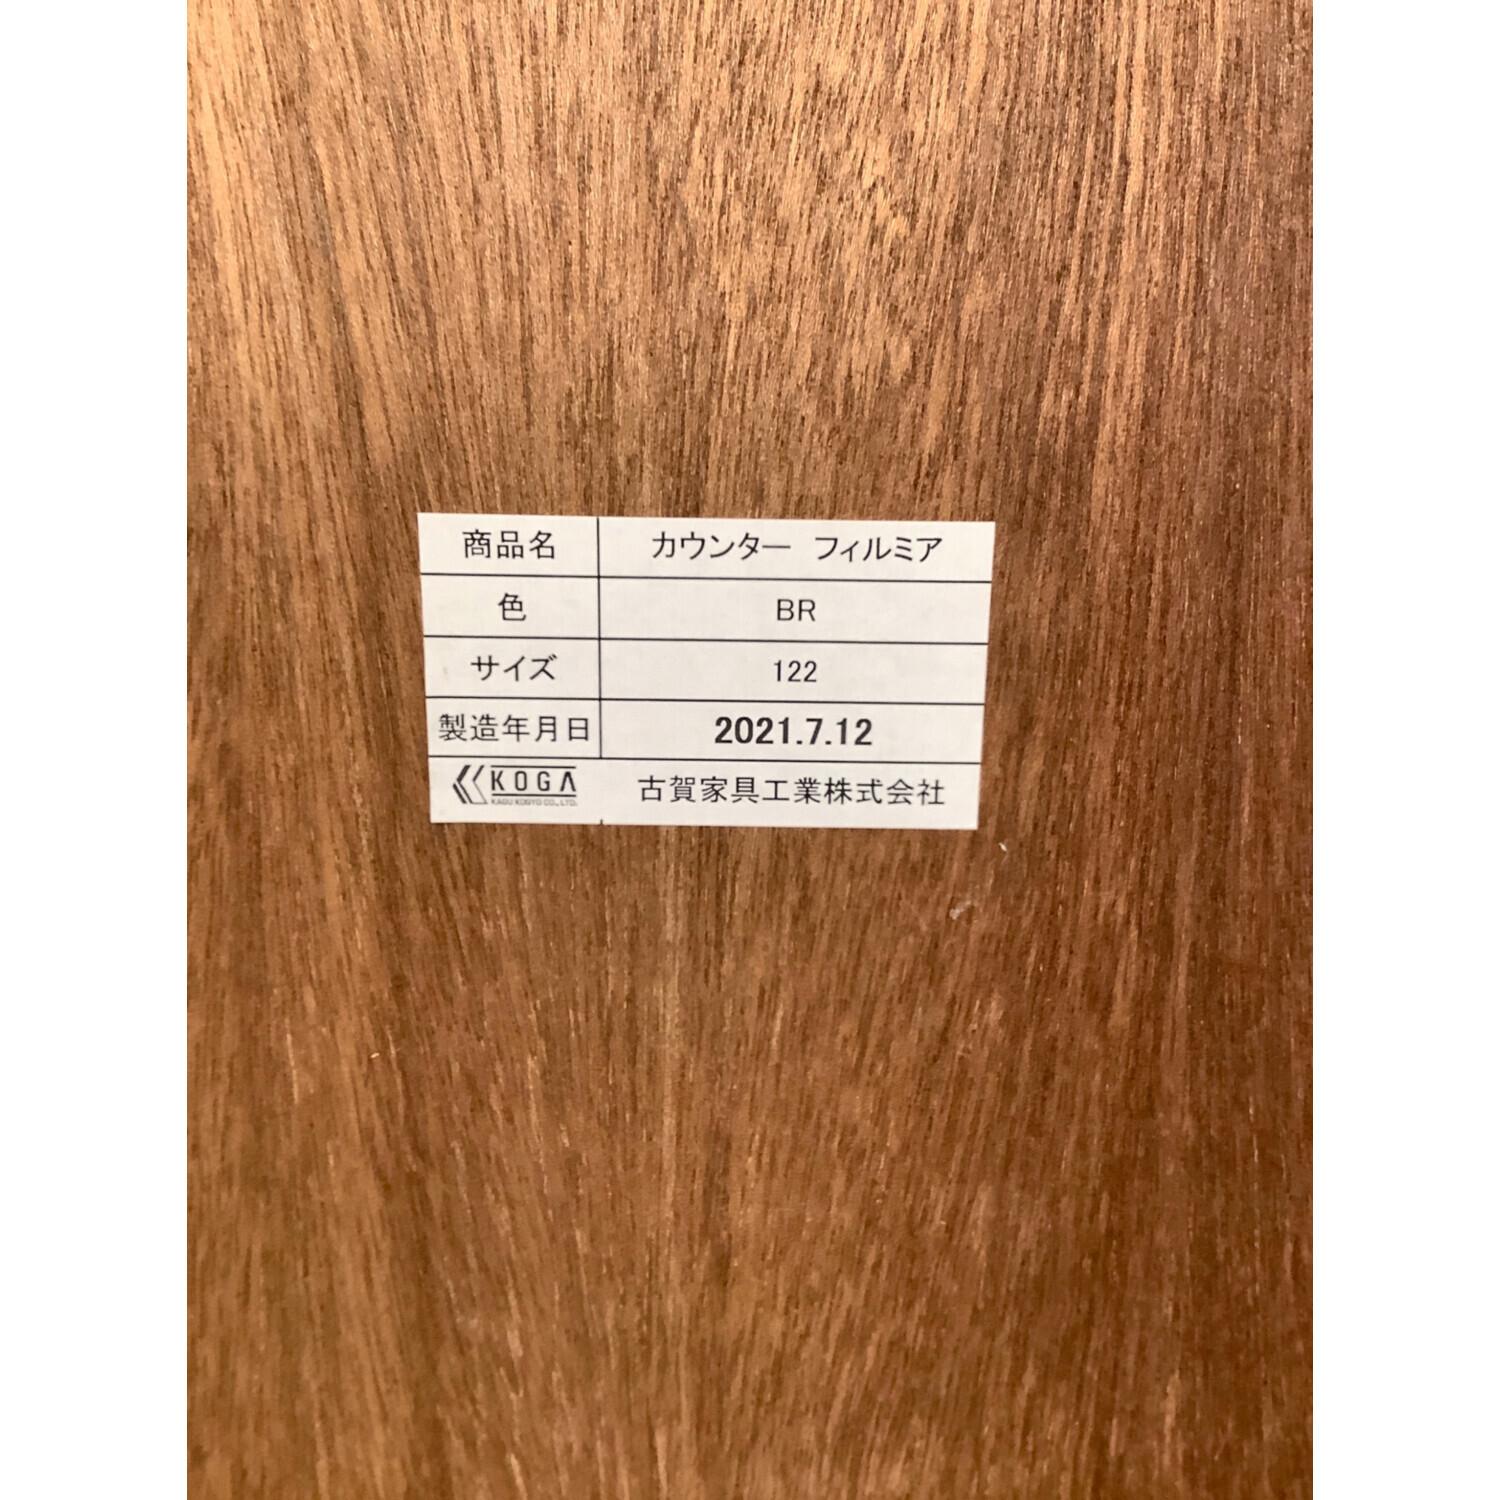 商品名 カウンター フィルミア
色 BR
サイズ 122
製造年月日 2021.7.12
KOGA 古賀家具工業株式会社
KAGU KOGYO CO., LTD.